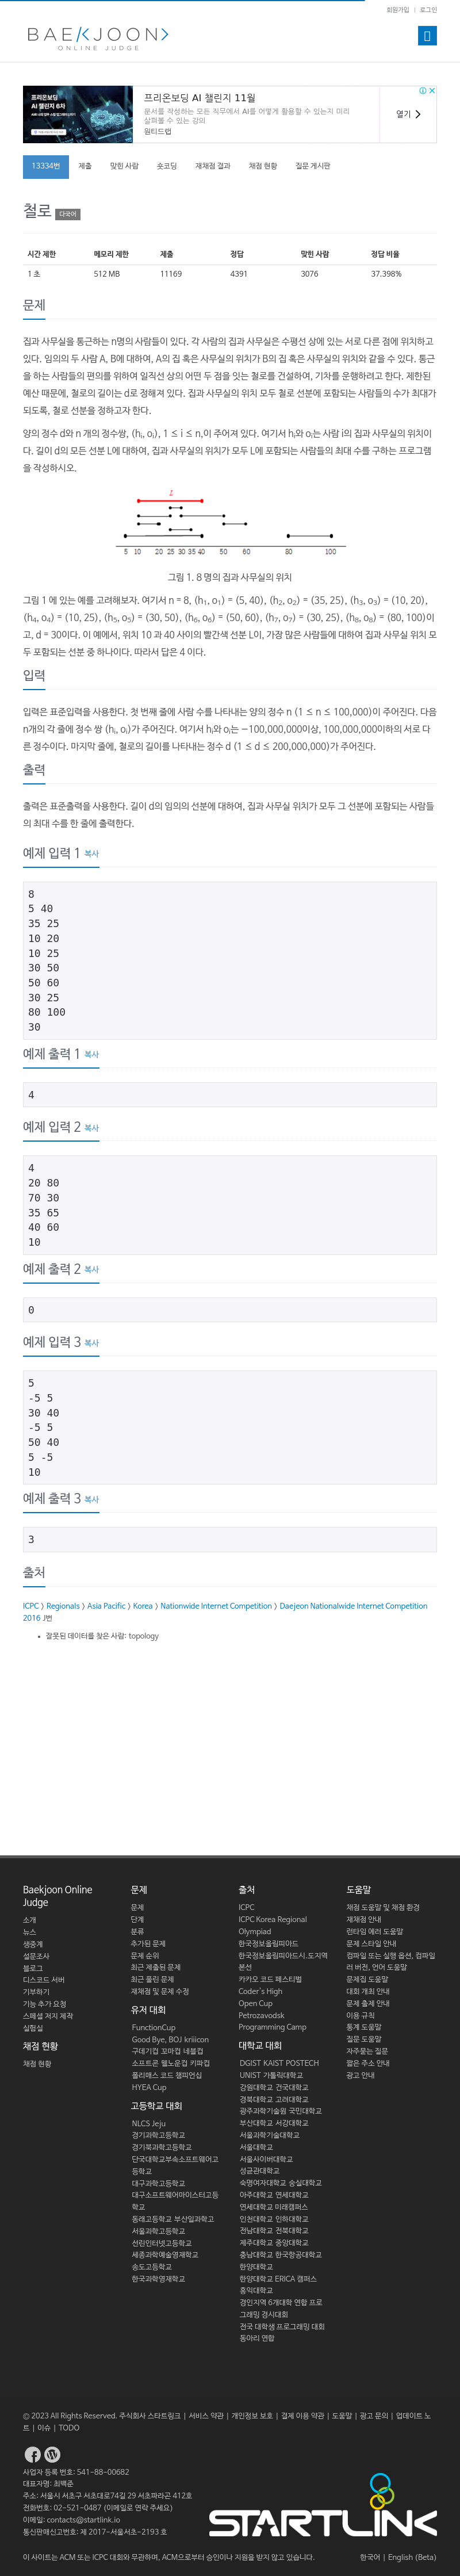 회원가입 | 로그인
BAEKJOON>
ONLINE JUDGE
프리온보딩
AI 챌린지 6차
프리온보딩 AI 챌린지 11월
문서를 작성하는 모든 직무에서 AI를 어떻게 활용할 수 있는지 미리
살펴볼 수 있는 강의
원티드랩
열기
13334번 제출 맞힌 사람 숏코딩 재채점 결과 채점 현황 질문 게시판
철로 다국어
시간 제한 메모리 제한 제출 정답 맞힌 사람 정답 비율
1 초 512 MB 11169 4391 3076 37.398%
문제
집과 사무실을 통근하는 n명의 사람들이 있다. 각 사람의 집과 사무실은 수평선 상에 있는 서로 다른 점에 위치하고
있다. 임의의 두 사람 A, B에 대하여, A의 집 혹은 사무실의 위치가 B의 집 혹은 사무실의 위치와 같을 수 있다. 통근
을 하는 사람들의 편의를 위하여 일직선 상의 어떤 두 점을 잇는 철로를 건설하여, 기차를 운행하려고 한다. 제한된
예산 때문에, 철로의 길이는 d로 정해져 있다. 집과 사무실의 위치 모두 철로 선분에 포함되는 사람들의 수가 최대가
되도록, 철로 선분을 정하고자 한다.
양의 정수 d와 n 개의 정수쌍, (hᵢ, oᵢ), 1 ≤ i ≤ n,이 주어져 있다. 여기서 hᵢ와 oᵢ는 사람 i의 집과 사무실의 위치이
다. 길이 d의 모든 선분 L에 대하여, 집과 사무실의 위치가 모두 L에 포함되는 사람들의 최대 수를 구하는 프로그램
을 작성하시오.
L
5 10 20 25 30 35 40 50 60 80 100
그림 1. 8 명의 집과 사무실의 위치
그림 1 에 있는 예를 고려해보자. 여기서 n = 8, (h₁, o₁) = (5, 40), (h₂, o₂) = (35, 25), (h₃, o₃) = (10, 20),
(h₄, o₄) = (10, 25), (h₅, o₅) = (30, 50), (h₆, o₆) = (50, 60), (h₇, o₇) = (30, 25), (h₈, o₈) = (80, 100)이
고, d = 30이다. 이 예에서, 위치 10 과 40 사이의 빨간색 선분 L이, 가장 많은 사람들에 대하여 집과 사무실 위치 모
두 포함되는 선분 중 하나이다. 따라서 답은 4 이다.
입력
입력은 표준입력을 사용한다. 첫 번째 줄에 사람 수를 나타내는 양의 정수 n (1 ≤ n ≤ 100,000)이 주어진다. 다음
n개의 각 줄에 정수 쌍 (hᵢ, oᵢ)가 주어진다. 여기서 hᵢ와 oᵢ는 −100,000,000이상, 100,000,000이하의 서로 다
른 정수이다. 마지막 줄에, 철로의 길이를 나타내는 정수 d (1 ≤ d ≤ 200,000,000)가 주어진다.
출력
출력은 표준출력을 사용한다. 길이 d의 임의의 선분에 대하여, 집과 사무실 위치가 모두 그 선분에 포함되는 사람들
의 최대 수를 한 줄에 출력한다.
예제 입력 1 복사
8
5 40
35 25
10 20
10 25
30 50
50 60
30 25
80 100
30
예제 출력 1 복사
4
예제 입력 2 복사
4
20 80
70 30
35 65
40 60
10
예제 출력 2 복사
0
예제 입력 3 복사
5
-5 5
30 40
-5 5
50 40
5 -5
10
예제 출력 3 복사
3
출처
ICPC > Regionals > Asia Pacific > Korea > Nationwide Internet Competition > Daejeon Nationalwide Internet Competition
2016 J번
잘못된 데이터를 찾은 사람: topology
Baekjoon Online
Judge
소개
뉴스
생중계
설문조사
블로그
디스코드 서버
기부하기
기능 추가 요청
스페셜 저지 제작
실험실
채점 현황
채점 현황
문제
문제
단계
분류
추가된 문제
문제 순위
최근 제출된 문제
최근 풀린 문제
재채점 및 문제 수정
유저 대회
FunctionCup
Good Bye, BOJ kriiicon
구데기컵 꼬마컵 네블컵
소프트콘 웰노운컵 키파컵
폴리매스 코드 챔피언십
HYEA Cup
고등학교 대회
NLCS Jeju
경기과학고등학교
경기북과학고등학교
단국대학교부속소프트웨어고
등학교
대구과학고등학교
대구소프트웨어마이스터고등
학교
동래고등학교 부산일과학고
서울과학고등학교
선린인터넷고등학교
세종과학예술영재학교
송도고등학교
한국과학영재학교
출처
ICPC
ICPC Korea Regional
Olympiad
한국정보올림피아드
한국정보올림피아드시.도지역
본선
카카오 코드 페스티벌
Coder's High
Open Cup
Petrozavodsk
Programming Camp
대학교 대회
DGIST KAIST POSTECH
UNIST 가톨릭대학교
강원대학교 건국대학교
경북대학교 고려대학교
광주과학기술원 국민대학교
부산대학교 서강대학교
서울과학기술대학교
서울대학교
서울사이버대학교
성균관대학교
숙명여자대학교 숭실대학교
아주대학교 연세대학교
연세대학교 미래캠퍼스
인천대학교 인하대학교
전남대학교 전북대학교
제주대학교 중앙대학교
충남대학교 한국항공대학교
한양대학교
한양대학교 ERICA 캠퍼스
홍익대학교
경인지역 6개대학 연합 프로
그래밍 경시대회
전국 대학생 프로그래밍 대회
동아리 연합
도움말
채점 도움말 및 채점 환경
재채점 안내
런타임 에러 도움말
문제 스타일 안내
컴파일 또는 실행 옵션, 컴파일
러 버전, 언어 도움말
문제집 도움말
대회 개최 안내
문제 출제 안내
이용 규칙
통계 도움말
질문 도움말
자주묻는 질문
짧은 주소 안내
광고 안내
© 2023 All Rights Reserved. 주식회사 스타트링크 | 서비스 약관 | 개인정보 보호 | 결제 이용 약관 | 도움말 | 광고 문의 | 업데이트 노
트 | 이슈 | TODO
사업자 등록 번호: 541-88-00682
대표자명: 최백준
주소: 서울시 서초구 서초대로74길 29 서초파라곤 412호
전화번호: 02-521-0487 (이메일로 연락 주세요)
이메일: contacts@startlink.io
통신판매신고번호: 제 2017-서울서초-2193 호
STARTLINK
이 사이트는 ACM 또는 ICPC 대회와 무관하며, ACM으로부터 승인이나 지원을 받지 않고 있습니다.
한국어 | English (Beta)